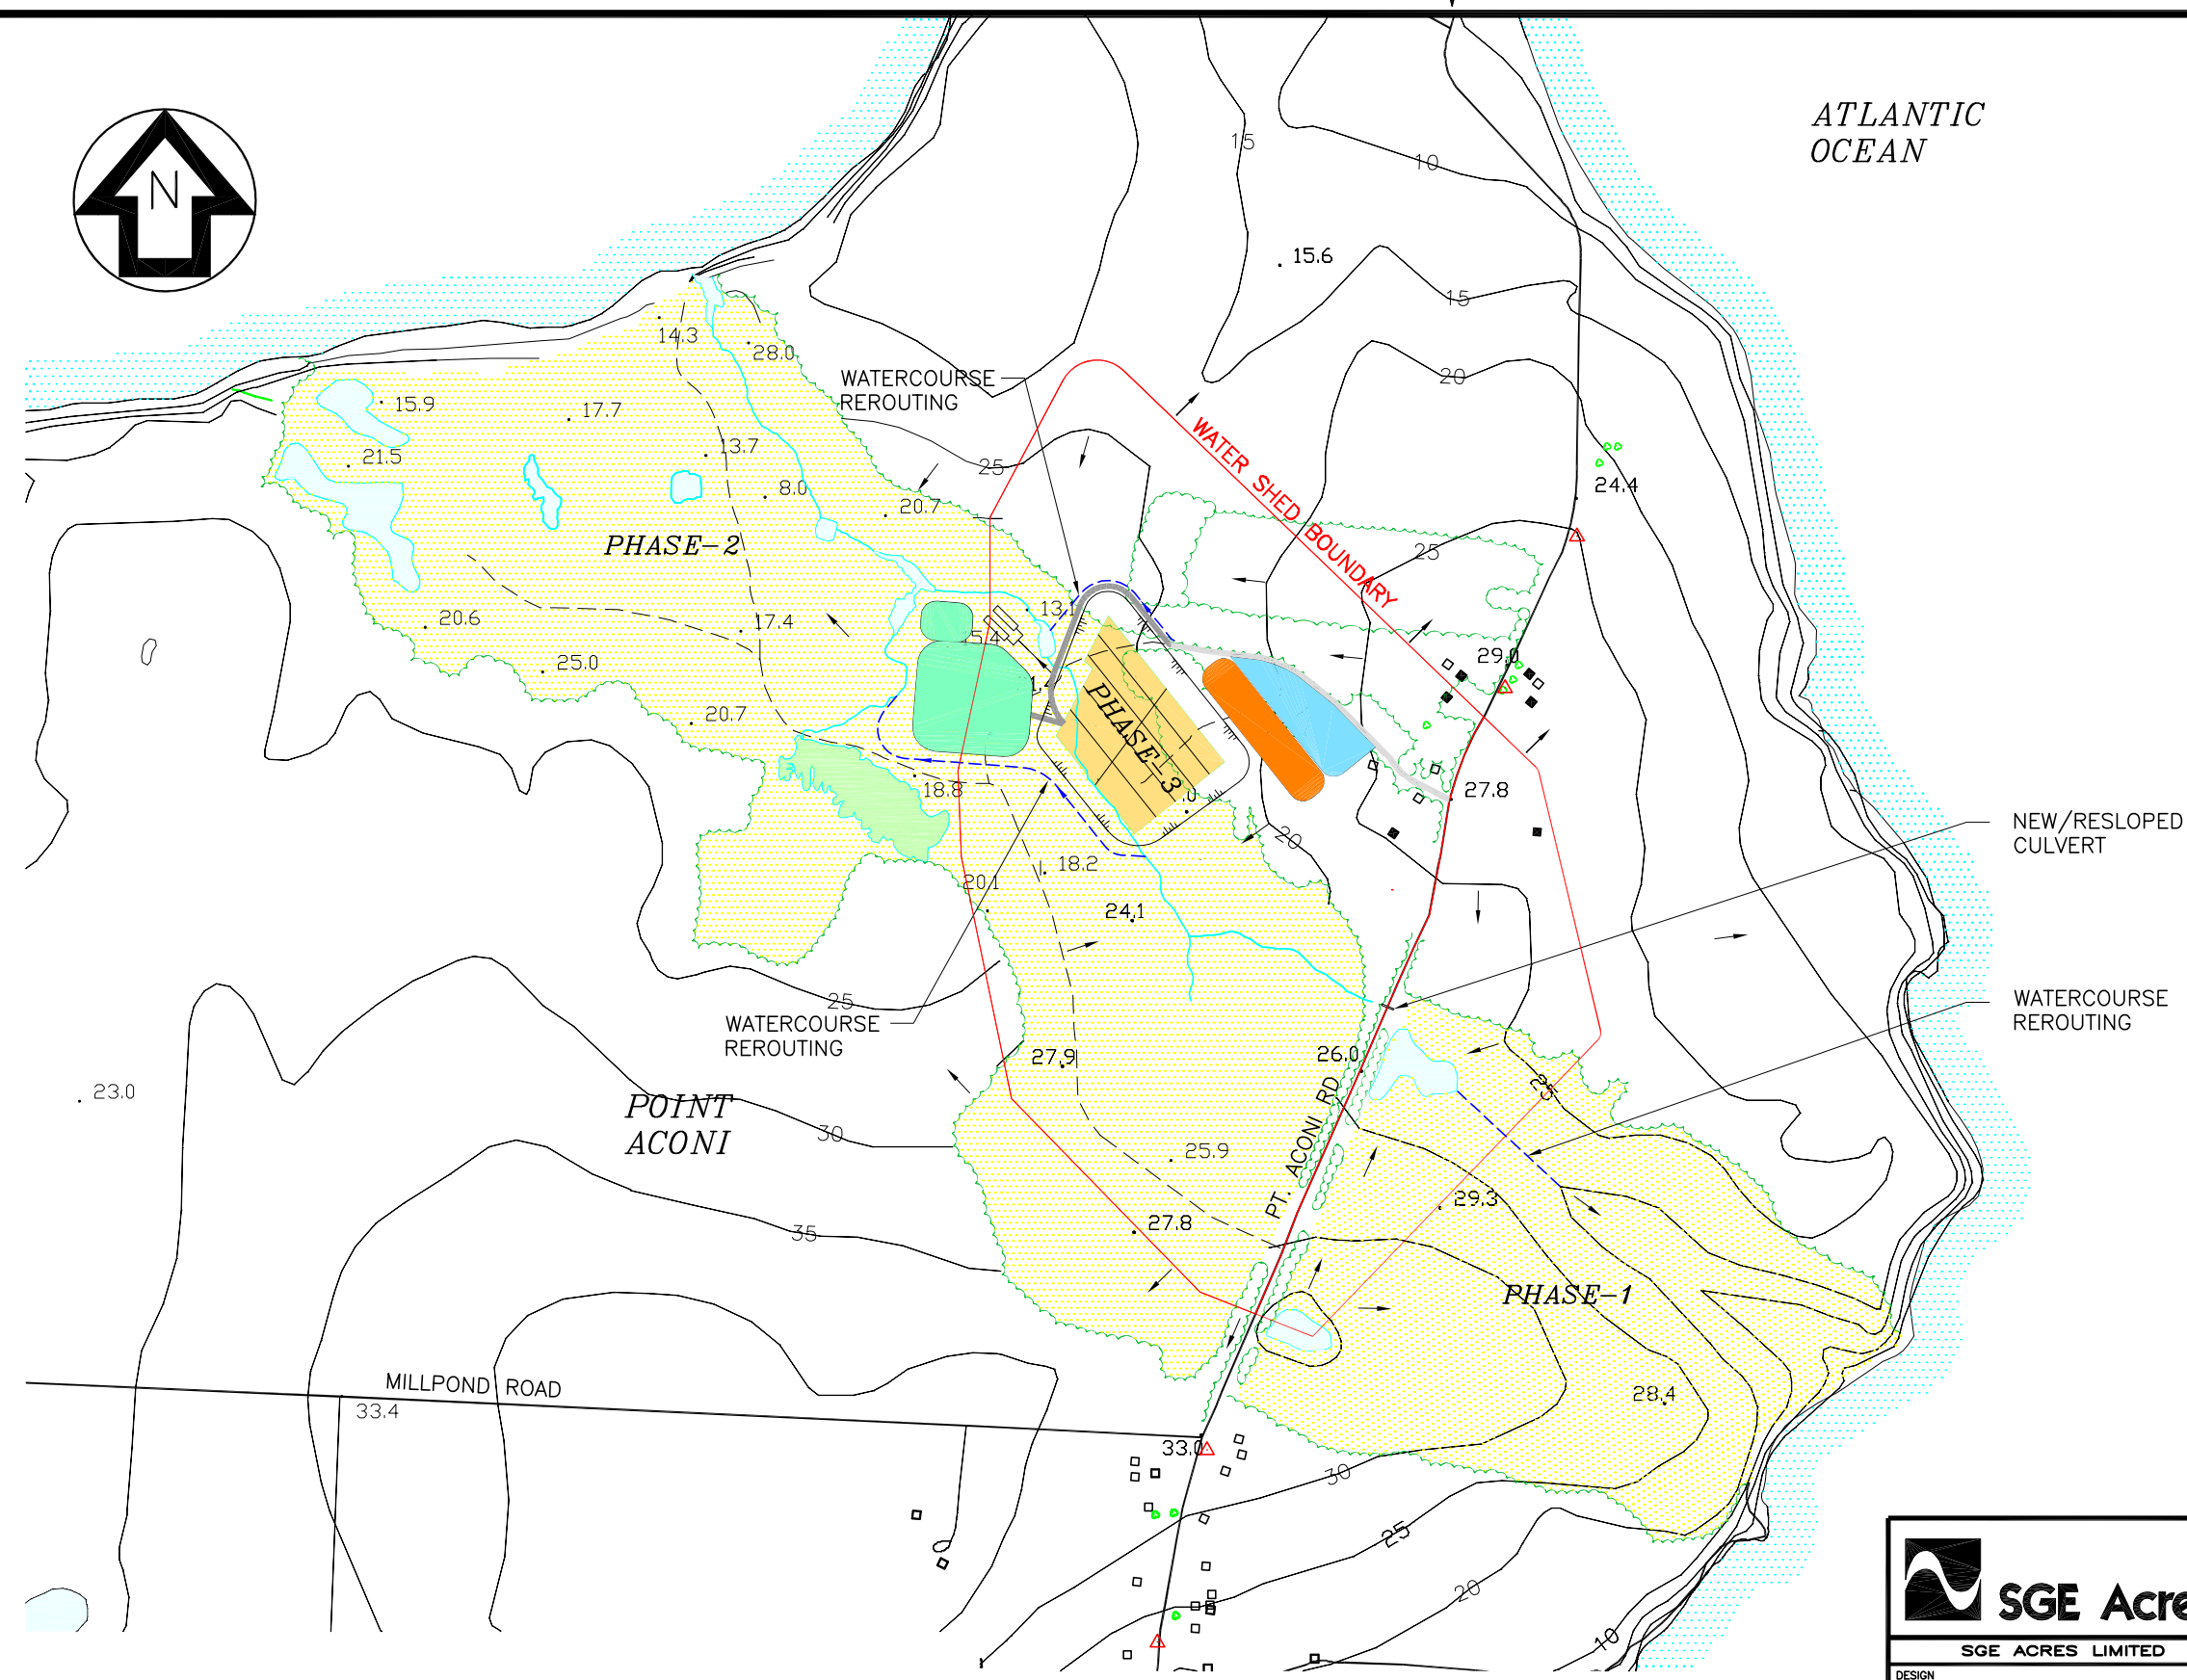 ATLANTIC
OCEAN
N
15
10
15.6
15
14.3
28.0
WATERCOURSE
REROUTING
20
15.9
17.7
13.7
21.5
25
8.0
20.7
WATER SHED BOUNDARY
24.4
PHASE-2
25
20.6
17.4
13.1
15.4
25.0
29.0
PHASE-3
20.7
18.8
27.8
20
NEW/RESLOPED
CULVERT
18.2
20.1
24.1
25
WATERCOURSE
REROUTING
WATERCOURSE
REROUTING
27.9
26.0
25
23.0
POINT
ACONI
30
PT. ACONI RD
25.9
29.3
27.8
35
PHASE-1
MILLPOND ROAD
33.4
28.4
33.0
30
25
20
10
SGE Acre
SGE ACRES LIMITED
DESIGN